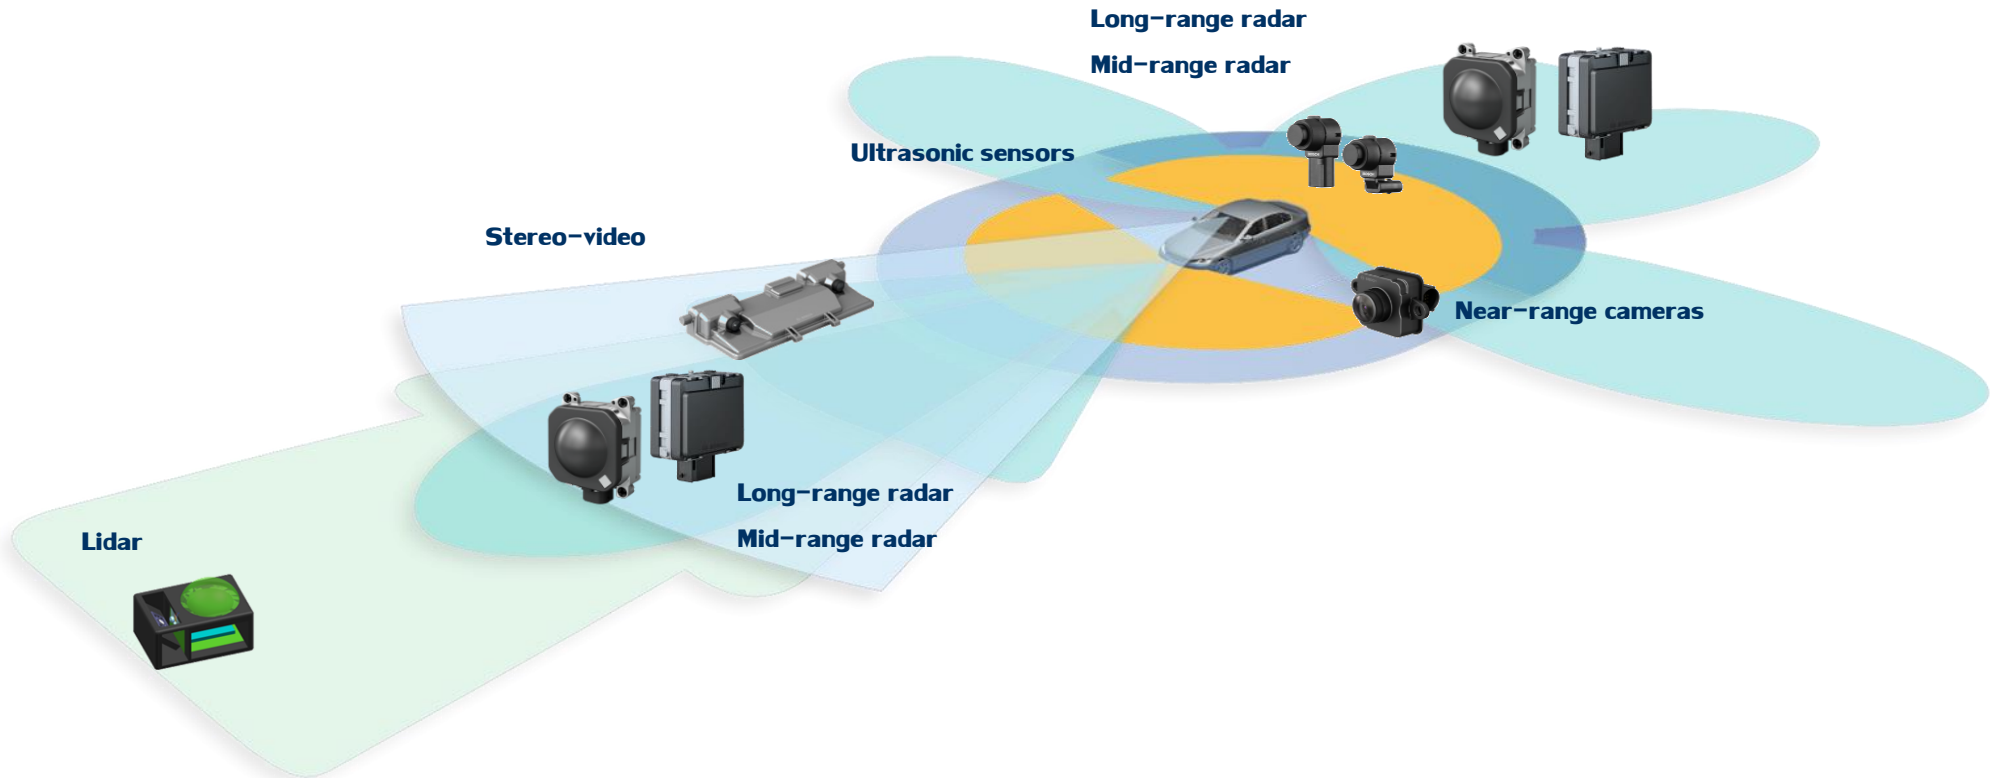 Long-range radar
Mid-range radar
Ultrasonic sensors
Stereo-video
Near-range cameras
Long-range radar
Mid-range radar
Lidar